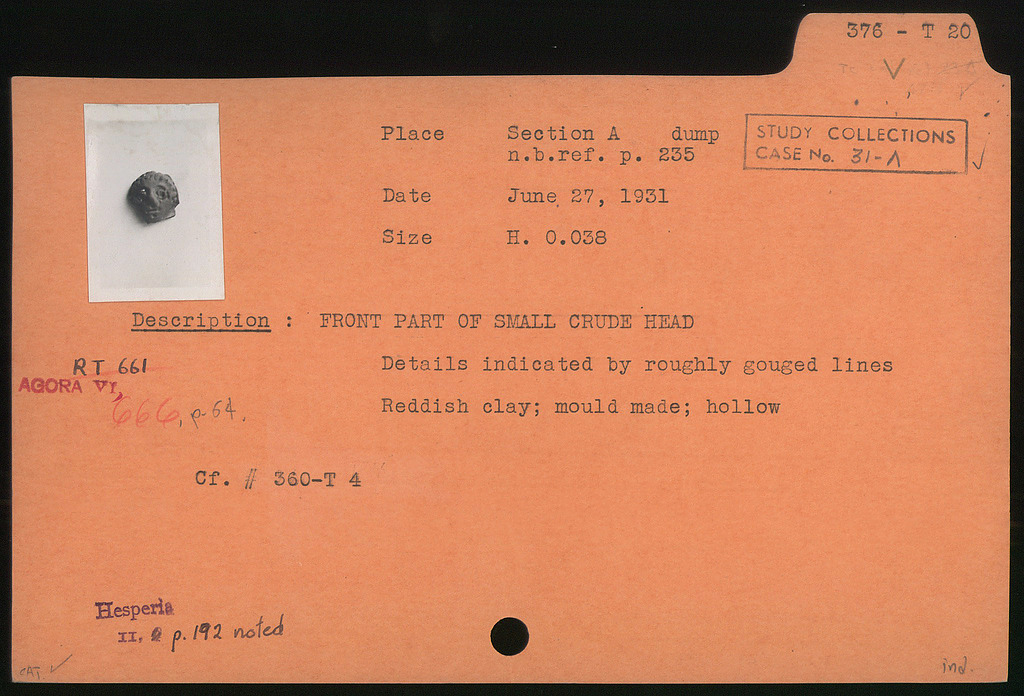 376 - T 20
V
Place Section A dump
n.b.ref. p. 235
STUDY COLLECTIONS
CASE No. 31-A
Date June 27, 1931
Size H. 0.038
Description : FRONT PART OF SMALL CRUDE HEAD
RT 661
Details indicated by roughly gouged lines
AGORA VI,
666, p. 64.
Reddish clay; mould made; hollow
Cf. # 360-T 4
Hesperia
II, p. 192 noted
CAT ✓
ind.